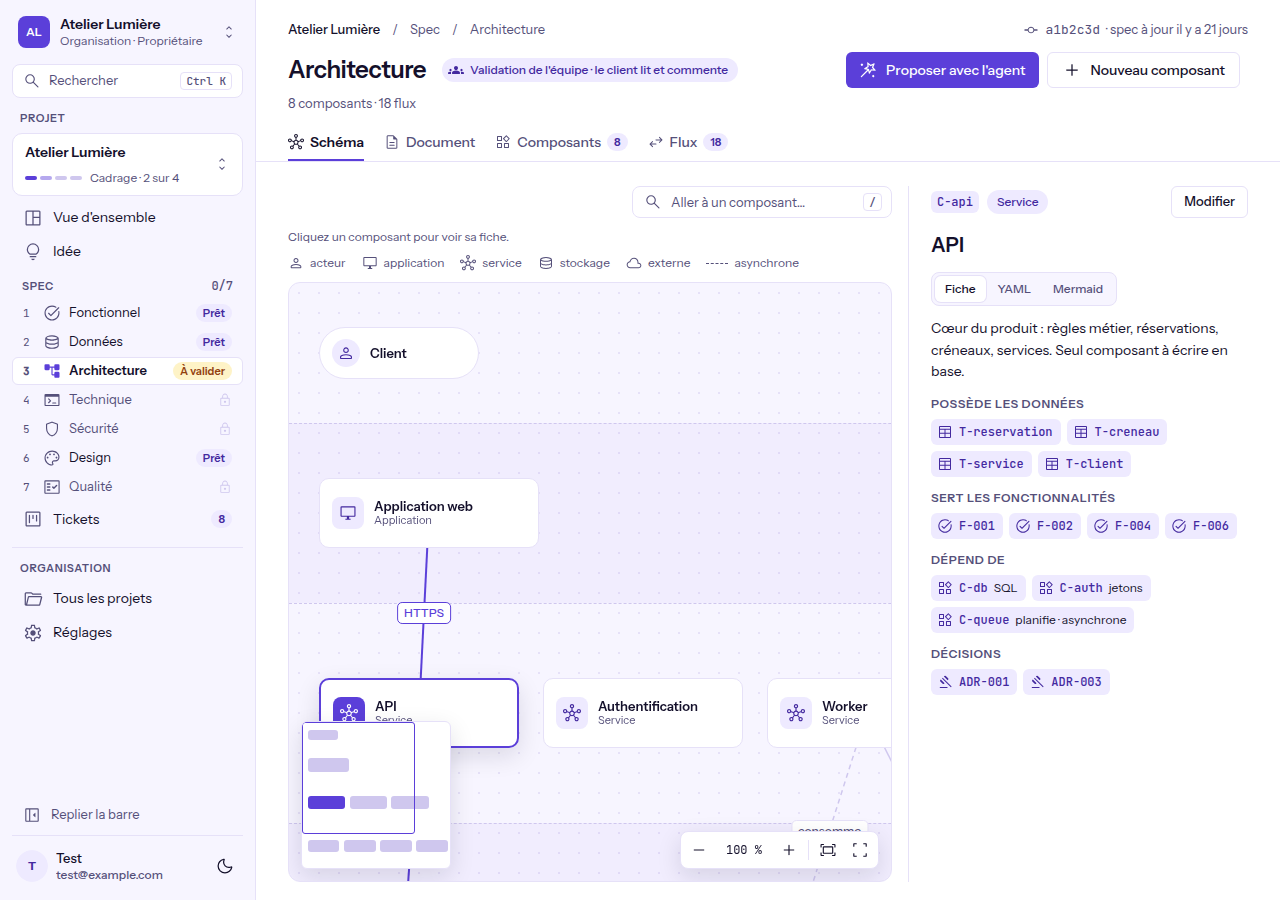 AL
Atelier Lumière
Organisation · Propriétaire
Rechercher
Ctrl K
PROJET
Atelier Lumière
Cadrage · 2 sur 4
Vue d'ensemble
Idée
SPEC 0/7
1 Fonctionnel Prêt
2 Données Prêt
3 Architecture À valider
4 Technique
5 Sécurité
6 Design Prêt
7 Qualité
Tickets 8
ORGANISATION
Tous les projets
Réglages
Replier la barre
T
Test
test@example.com
Atelier Lumière / Spec / Architecture
a1b2c3d · spec à jour il y a 21 jours
Architecture
Validation de l'équipe · le client lit et commente
Proposer avec l'agent
Nouveau composant
8 composants · 18 flux
Schéma
Document
Composants 8
Flux 18
Aller à un composant… /
Cliquez un composant pour voir sa fiche.
acteur
application
service
stockage
externe
asynchrone
Client
Application web
Application
HTTPS
API
Service
Authentification
Service
Worker
Service
consomme
100 %
C-api
Service
Modifier
API
Fiche
YAML
Mermaid
Cœur du produit : règles métier, réservations,
créneaux, services. Seul composant à écrire en
base.
POSSÈDE LES DONNÉES
T-reservation
T-creneau
T-service
T-client
SERT LES FONCTIONNALITÉS
F-001
F-002
F-004
F-006
DÉPEND DE
C-db SQL
C-auth jetons
C-queue planifie · asynchrone
DÉCISIONS
ADR-001
ADR-003